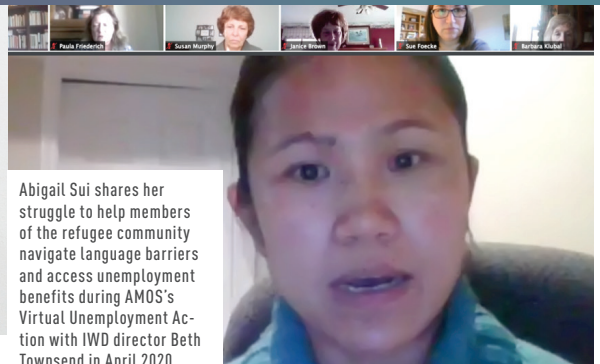 Paula Friederich
Susan Murphy
Janice Brown
Sue Foecke
Barbara Klubal
Abigail Sui shares her
struggle to help members
of the refugee community
navigate language barriers
and access unemployment
benefits during AMOS's
Virtual Unemployment Ac-
tion with IWD director Beth
Townsend in April 2020